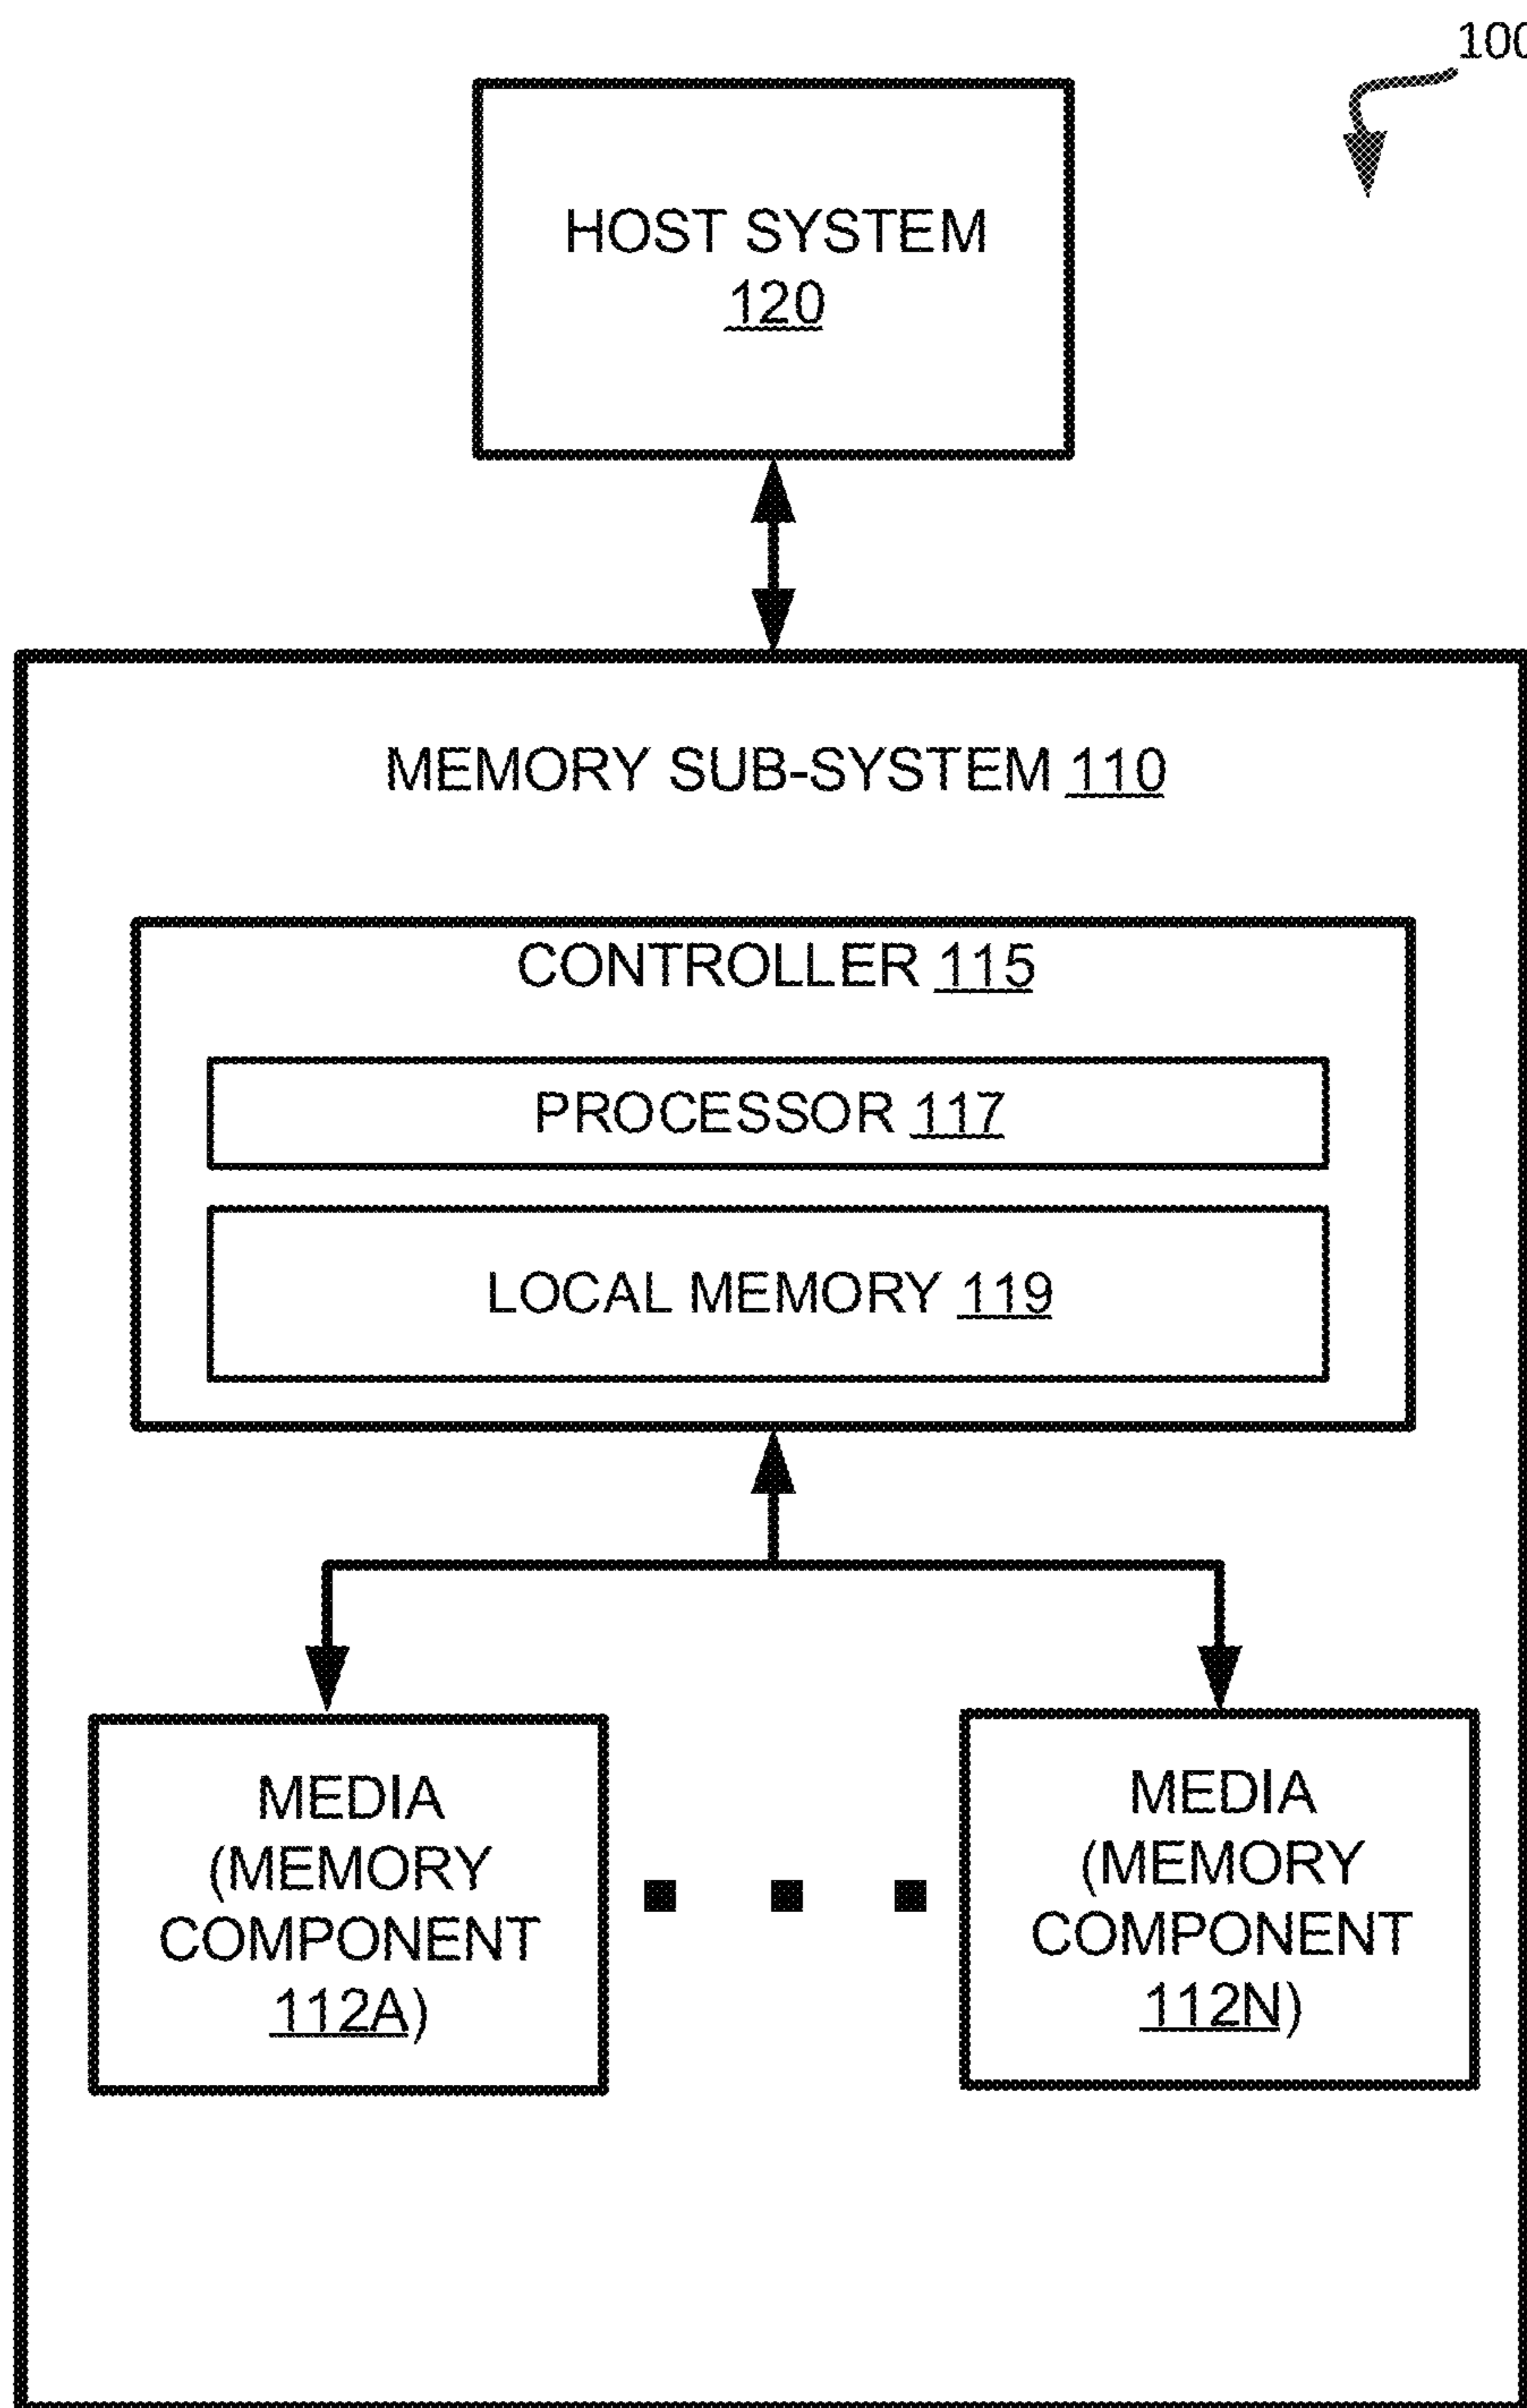 100
HOST SYSTEM
120
MEMORY SUB-SYSTEM 110
CONTROLLER 115
PROCESSOR 117
LOCAL MEMORY 119
MEDIA
(MEMORY
COMPONENT
112A)
MEDIA
(MEMORY
COMPONENT
112N)